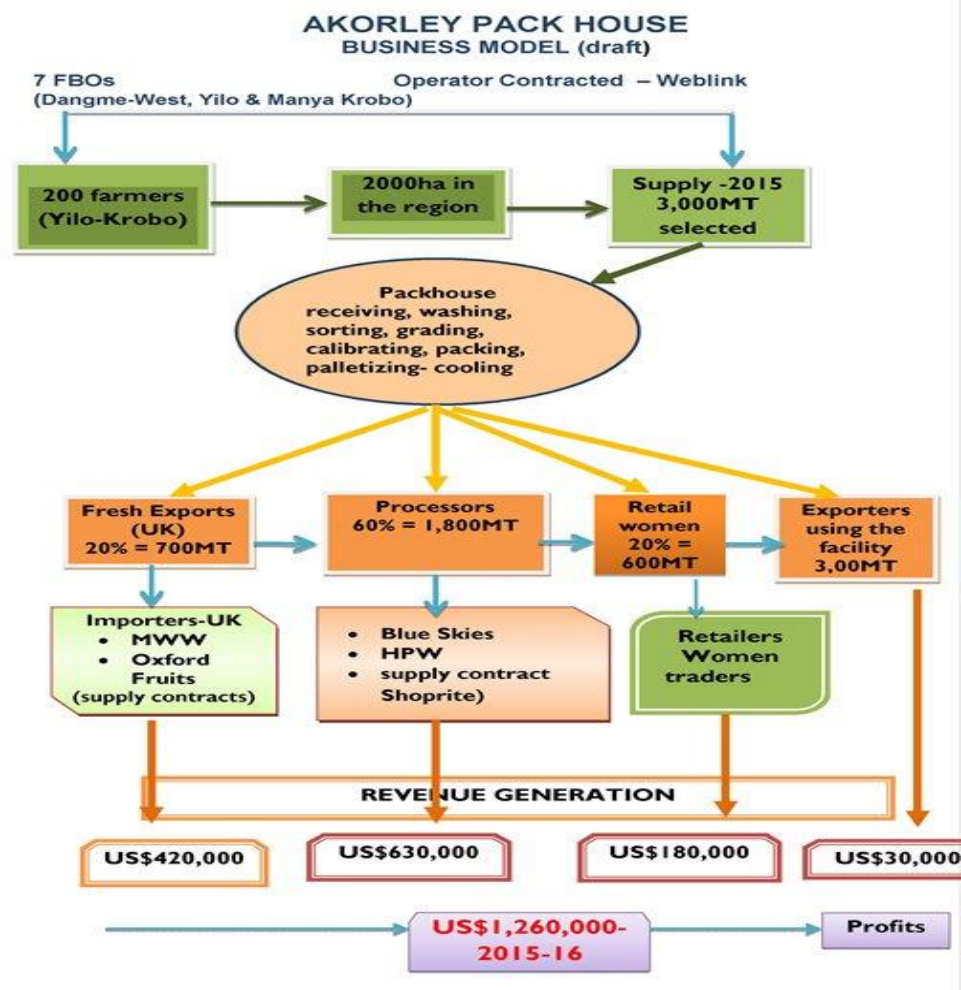 AKORLEY PACK HOUSE
BUSINESS MODEL (draft)
7 FBOs
(Dangme-West, Yilo & Manya Krobo)
Operator Contracted – Weblink
200 farmers
(Yilo-Krobo)
2000ha in
the region
Supply -2015
3,000MT
selected
Packhouse
receiving, washing,
sorting, grading,
calibrating, packing,
palletizing- cooling
Fresh Exports
(UK)
20% = 700MT
Processors
60% = 1,800MT
Retail
women
20% =
600MT
Exporters
using the
facility
3,00MT
Importers-UK
• MWW
• Oxford
Fruits
(supply contracts)
• Blue Skies
• HPW
• supply contract
Shoprite)
Retailers
Women
traders
REVENUE GENERATION
US$420,000
US$630,000
US$180,000
US$30,000
US$1,260,000-
2015-16
Profits